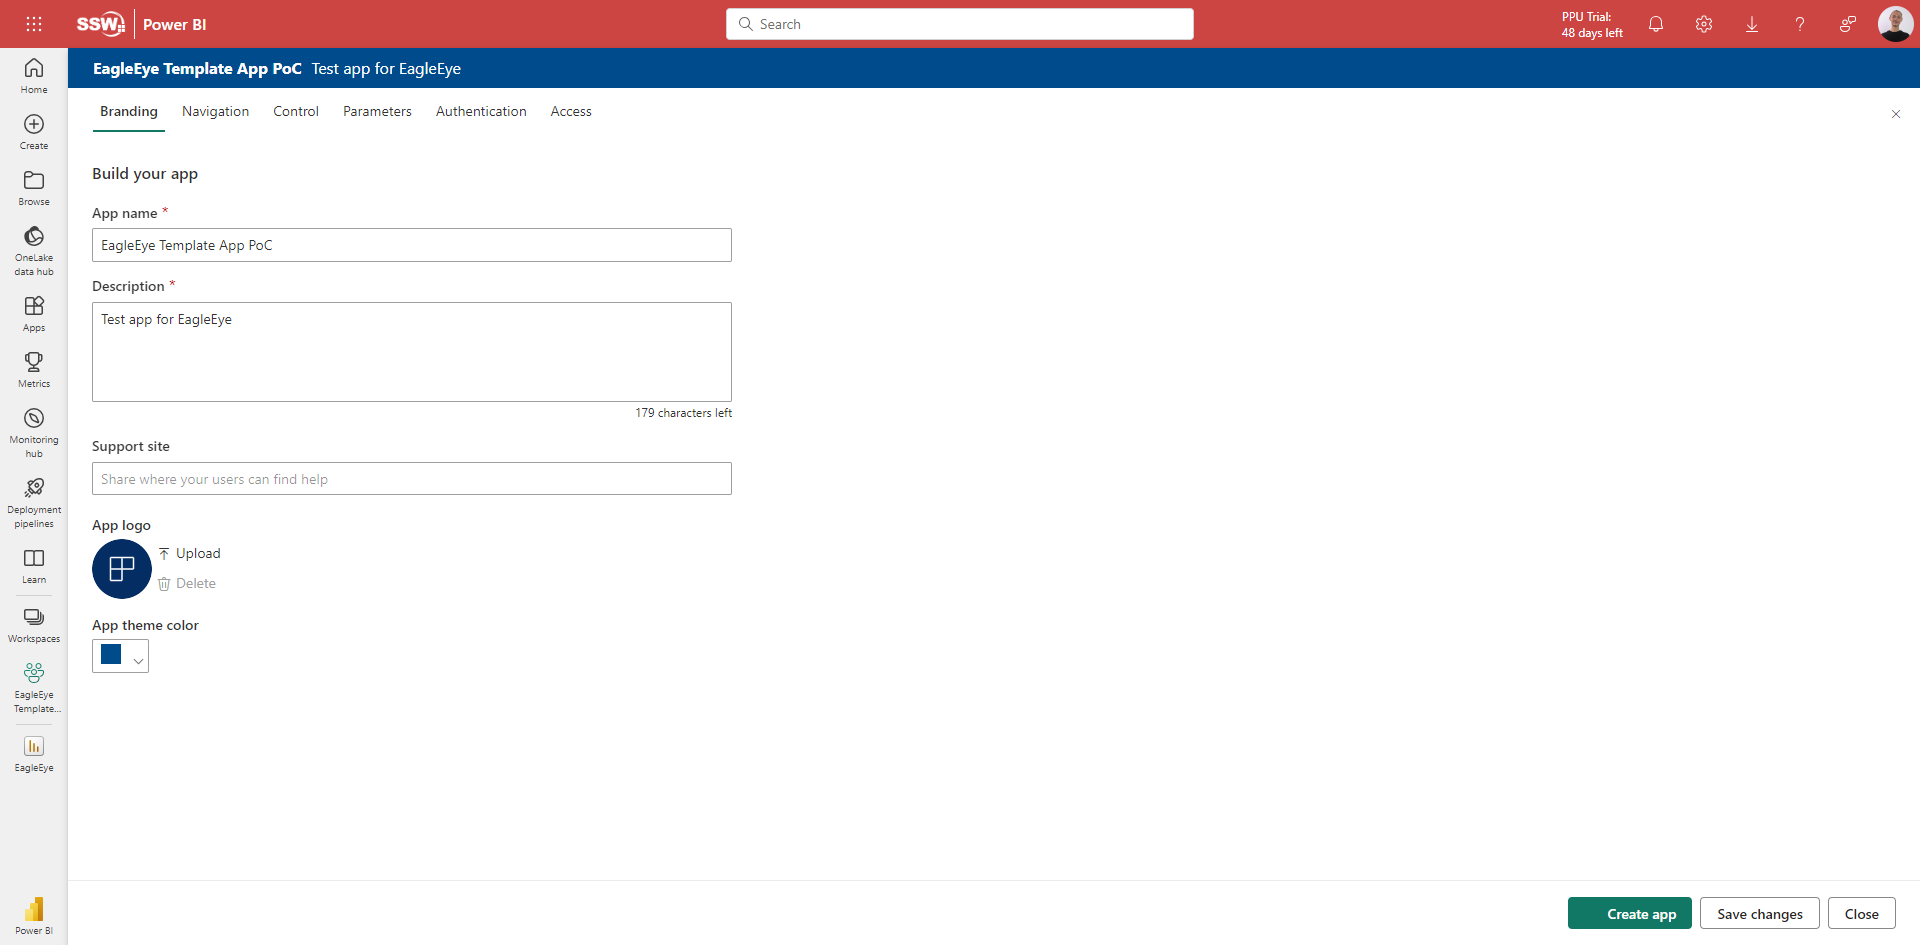 SSW
Power BI
Search
PPU Trial:
48 days left
Home
Create
Browse
OneLake
data hub
Apps
Metrics
Monitoring
hub
Deployment
pipelines
Learn
Workspaces
EagleEye
Template...
EagleEye
Power BI
EagleEye Template App PoC Test app for EagleEye
Branding Navigation Control Parameters Authentication Access
Build your app
App name *
EagleEye Template App PoC
Description *
Test app for EagleEye
179 characters left
Support site
Share where your users can find help
App logo
Upload
Delete
App theme color
Create app Save changes Close